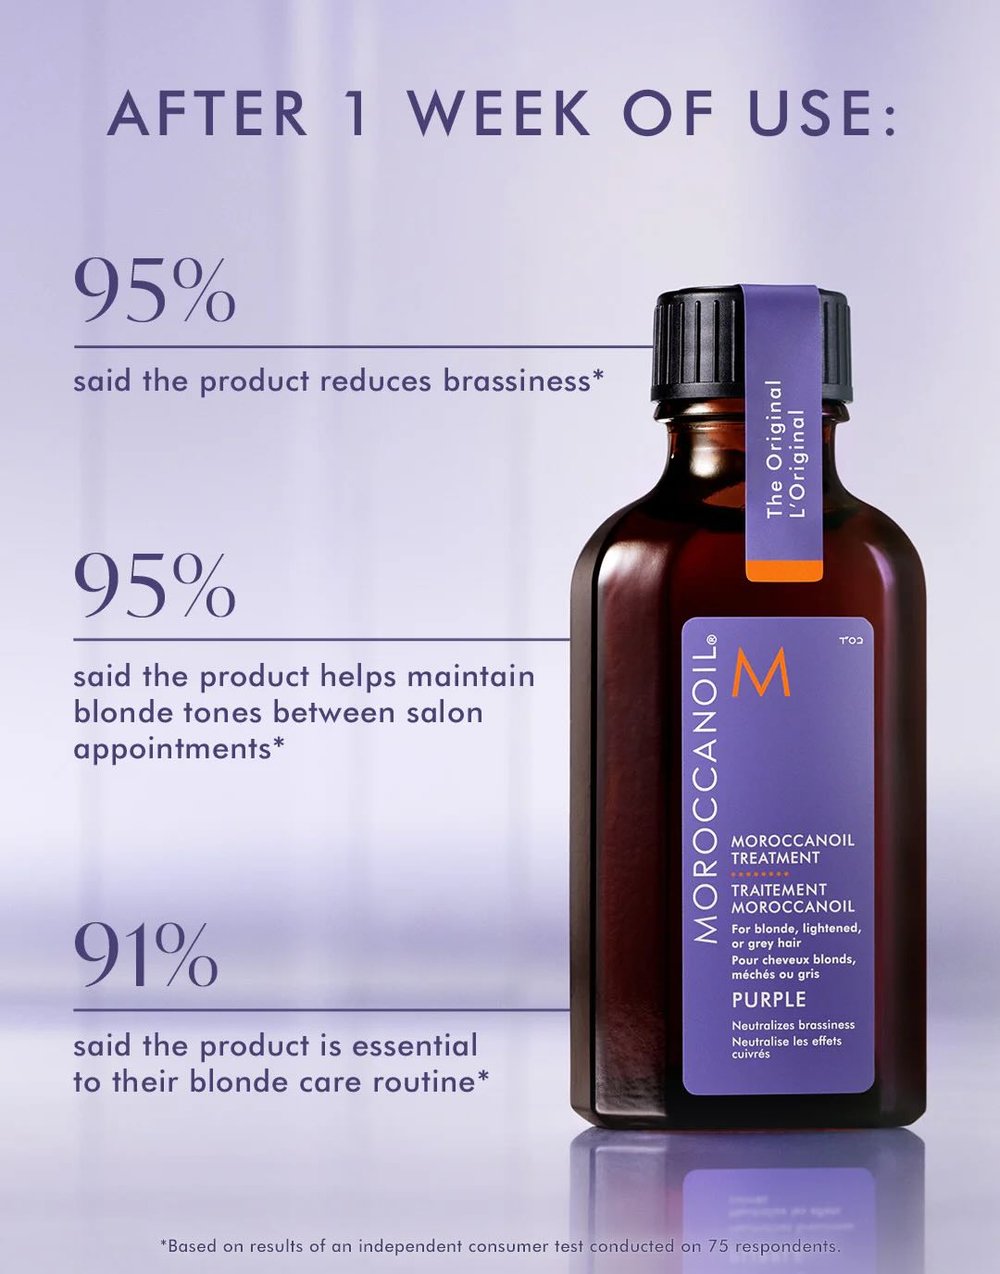 AFTER 1 WEEK OF USE:
95%
said the product reduces brassiness*
95%
said the product helps maintain
blonde tones between salon
appointments*
91%
said the product is essential
to their blonde care routine*
The Original
L'Original
MOROCCANOIL®
M
MOROCCANOIL
TREATMENT
TRAITEMENT
MOROCCANOIL
For blonde, lightened,
or grey hair
Pour cheveux blonds,
méchés ou gris
PURPLE
Neutralizes brassiness
Neutralise les effets
cuivrés
*Based on results of an independent consumer test conducted on 75 respondents.